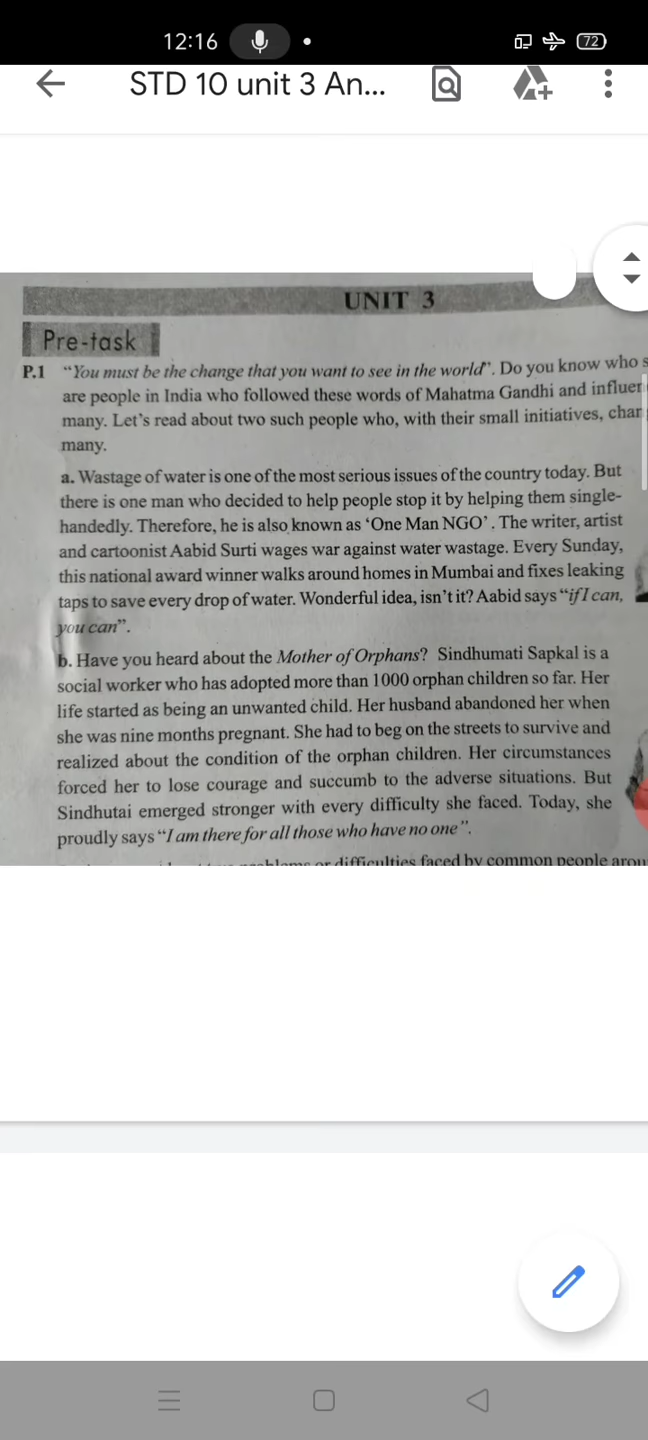 12:16
72
STD 10 unit 3 An...
UNIT 3
Pre-task
P.1 "You must be the change that you want to see in the world". Do you know who
are people in India who followed these words of Mahatma Gandhi and
many. Let's read about two such people who, with their small initiatives,
many.
a. Wastage of water is one of the most serious issues of the country today. But
there is one man who decided to help people stop it by helping them single-
handedly. Therefore, he is also known as 'One Man NGO'. The writer, artist
and cartoonist Aabid Surti wages war against water wastage. Every Sunday,
this national award winner walks around homes in Mumbai and fixes leaking
taps to save every drop of water. Wonderful idea, isn't it? Aabid says "if I can,
you can".
b. Have you heard about the Mother of Orphans? Sindhumati Sapkal is a
social worker who has adopted more than 1000 orphan children so far. Her
life started as being an unwanted child. Her husband abandoned her when
she was nine months pregnant. She had to beg on the streets to survive and
realized about the condition of the orphan children. Her circumstances
forced her to lose courage and succumb to the adverse situations. But
Sindhutai emerged stronger with every difficulty she faced. Today, she
proudly says "I am there for all those who have no one".
or difficulties faced by common people